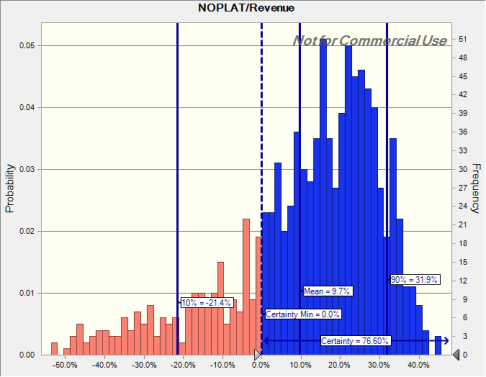 NOPLAT/Revenue
Not for Commercial Use
0.05
0.04
0.03
0.02
0.01
0.00
Probability
51
48
45
42
39
36
33
30
27
24
21
18
15
12
9
6
3
0
Frequency
10% = -21.4%
Mean = 9.7%
90% = 31.9%
Certainty Min = 0.0%
Certainty = 76.60%
-50.0% -40.0% -30.0% -20.0% -10.0% 0.0% 10.0% 20.0% 30.0% 40.0%